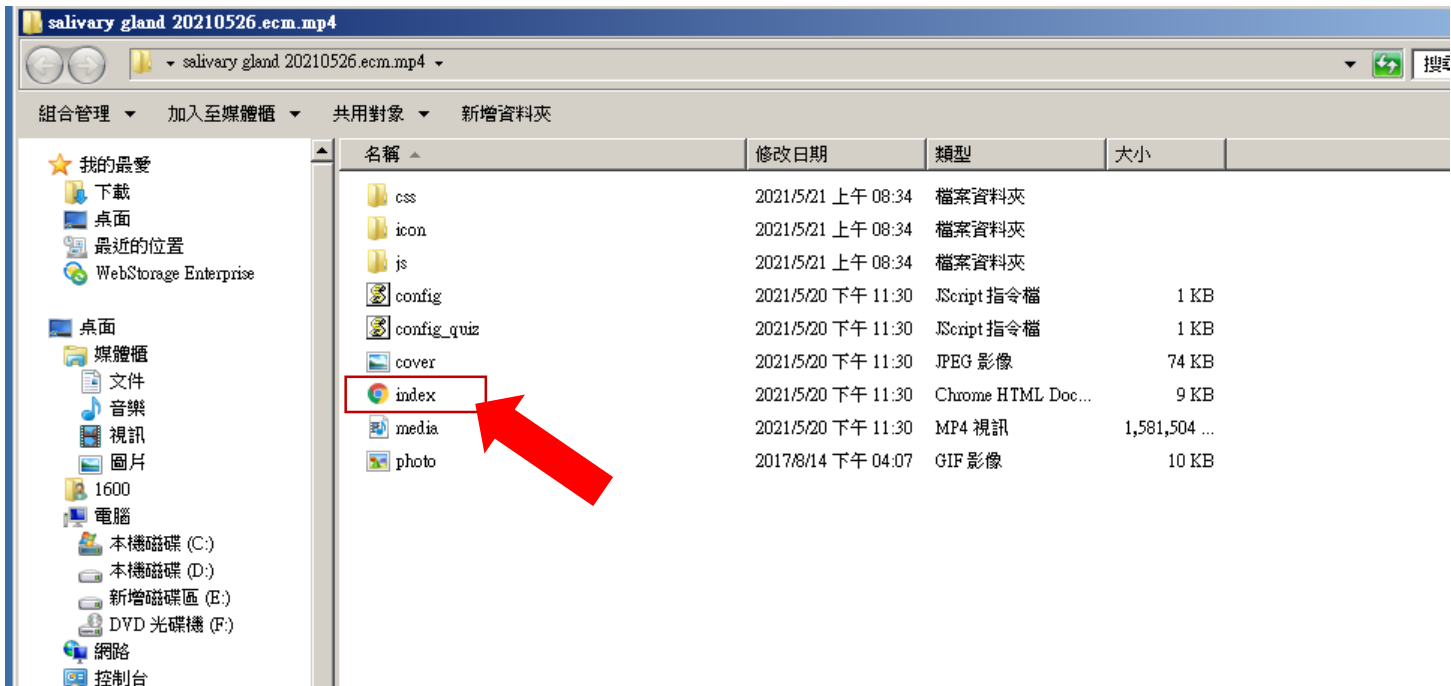 salivary gland 20210526.ecm.mp4
salivary gland 20210526.ecm.mp4
組合管理 加入至媒體櫃 共用對象 新增資料夾
我的最愛
下載
桌面
最近的位置
WebStorage Enterprise
桌面
媒體櫃
文件
音樂
視訊
圖片
1600
電腦
本機磁碟 (C:)
本機磁碟 (D:)
新增磁碟區 (E:)
DVD 光碟機 (F:)
網路
控制台
名稱 修改日期 類型 大小
css 2021/5/21 上午 08:34 檔案資料夾
icon 2021/5/21 上午 08:34 檔案資料夾
js 2021/5/21 上午 08:34 檔案資料夾
config 2021/5/20 下午 11:30 JScript 指令檔 1 KB
config_quiz 2021/5/20 下午 11:30 JScript 指令檔 1 KB
cover 2021/5/20 下午 11:30 JPEG 影像 74 KB
index 2021/5/20 下午 11:30 Chrome HTML Doc... 9 KB
media 2021/5/20 下午 11:30 MP4 視訊 1,581,504 ...
photo 2017/8/14 下午 04:07 GIF 影像 10 KB